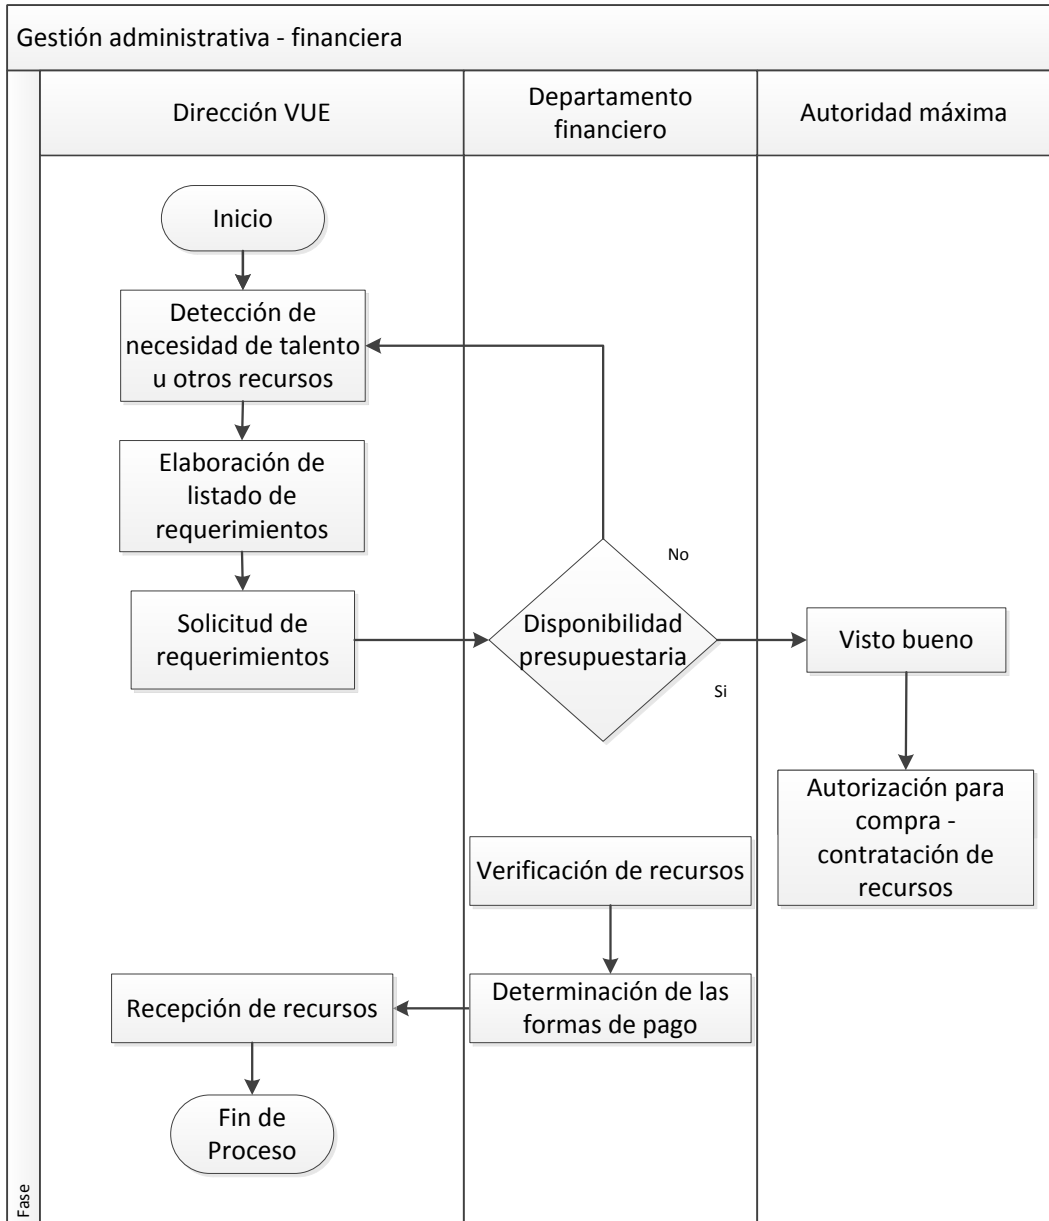 Gestión administrativa - financiera
Dirección VUE
Departamento
financiero
Autoridad máxima
Inicio
Detección de
necesidad de talento
u otros recursos
Elaboración de
listado de
requerimientos
No
Solicitud de
requerimientos
Disponibilidad
presupuestaria
Visto bueno
Si
Autorización para
compra -
contratación de
recursos
Verificación de recursos
Recepción de recursos
Determinación de las
formas de pago
Fin de
Proceso
Fase